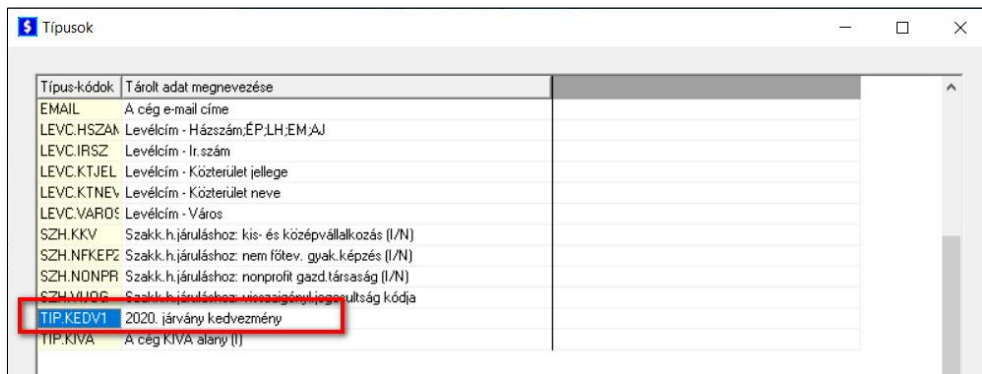 Típusok
Típus-kódok Tárolt adat megnevezése
EMAIL A cég e-mail címe
LEVC.HSZAM Levélcím - Házszám;ÉP;LH;EM;AJ
LEVC.IRSZ Levélcím - Ir.szám
LEVC.KTJEL Levélcím - Közterület jellege
LEVC.KTNEV Levélcím - Közterület neve
LEVC.VAROS Levélcím - Város
SZH.KKV Szakk.h.járuláshoz: kis- és középvállalkozás (I/N)
SZH.NFKEPZ Szakk.h.járuláshoz: nem főtev. gyak.képzés (I/N)
SZH.NONPR Szakk.h.járuláshoz: nonprofit gazd.társaság (I/N)
SZH.VIJOG Szakk.h.járuláshoz: visszaigényl.jogosultság kódja
TIP.KEDV1 2020. járvány kedvezmény
TIP.KIVA A cég KIVA alany (I)